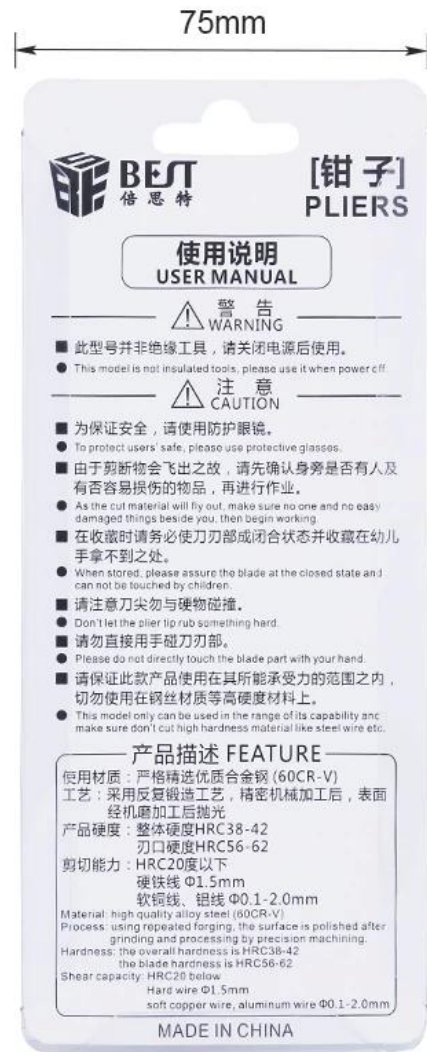 75mm
BEST
倍思特
[钳子]
PLIERS
使用说明
USER MANUAL
警告
WARNING
■ 此型号并非绝缘工具，请关闭电源后使用。
● This model is not insulated tools, please use it when power off.
注意
CAUTION
■ 为保证安全，请使用防护眼镜。
● To protect users' safe, please use protective glasses.
■ 由于剪断物会飞出之故，请先确认身旁是否有人及
有否容易损伤的物品，再进行作业。
● As the cut material will fly out, make sure no one and no easy
damaged things beside you, then begin working.
■ 在收藏时请务必使刀刃部成闭合状态并收藏在幼儿
手拿不到之处。
● When stored, please assure the blade at the closed state and
can not be touched by children.
■ 请注意刀尖勿与硬物碰撞。
● Don't let the plier tip rub something hard.
■ 请勿直接用手碰刀刃部。
● Please do not directly touch the blade part with your hand.
■ 请保证此款产品使用在其所能承受力的范围之内，
切勿使用在钢丝材质等高硬度材料上。
● This model only can be used in the range of its capability and
make sure don't cut high hardness material like steel wire etc.
产品描述 FEATURE
使用材质：严格精选优质合金钢 (60CR-V)
工艺：采用反复锻造工艺，精密机械加工后，表面
经机磨加工后抛光
产品硬度：整体硬度HRC38-42
刃口硬度HRC56-62
剪切能力：HRC20度以下
硬铁线 Φ1.5mm
软铜线、铝线 Φ0.1-2.0mm
Material: high quality alloy steel (60CR-V)
Process: using repeated forging, the surface is polished after
grinding and processing by precision machining.
Hardness: the overall hardness is HRC38-42
the blade hardness is HRC56-62
Shear capacity: HRC20 below
Hard wire Φ1.5mm
soft copper wire, aluminum wire Φ0.1-2.0mm
MADE IN CHINA